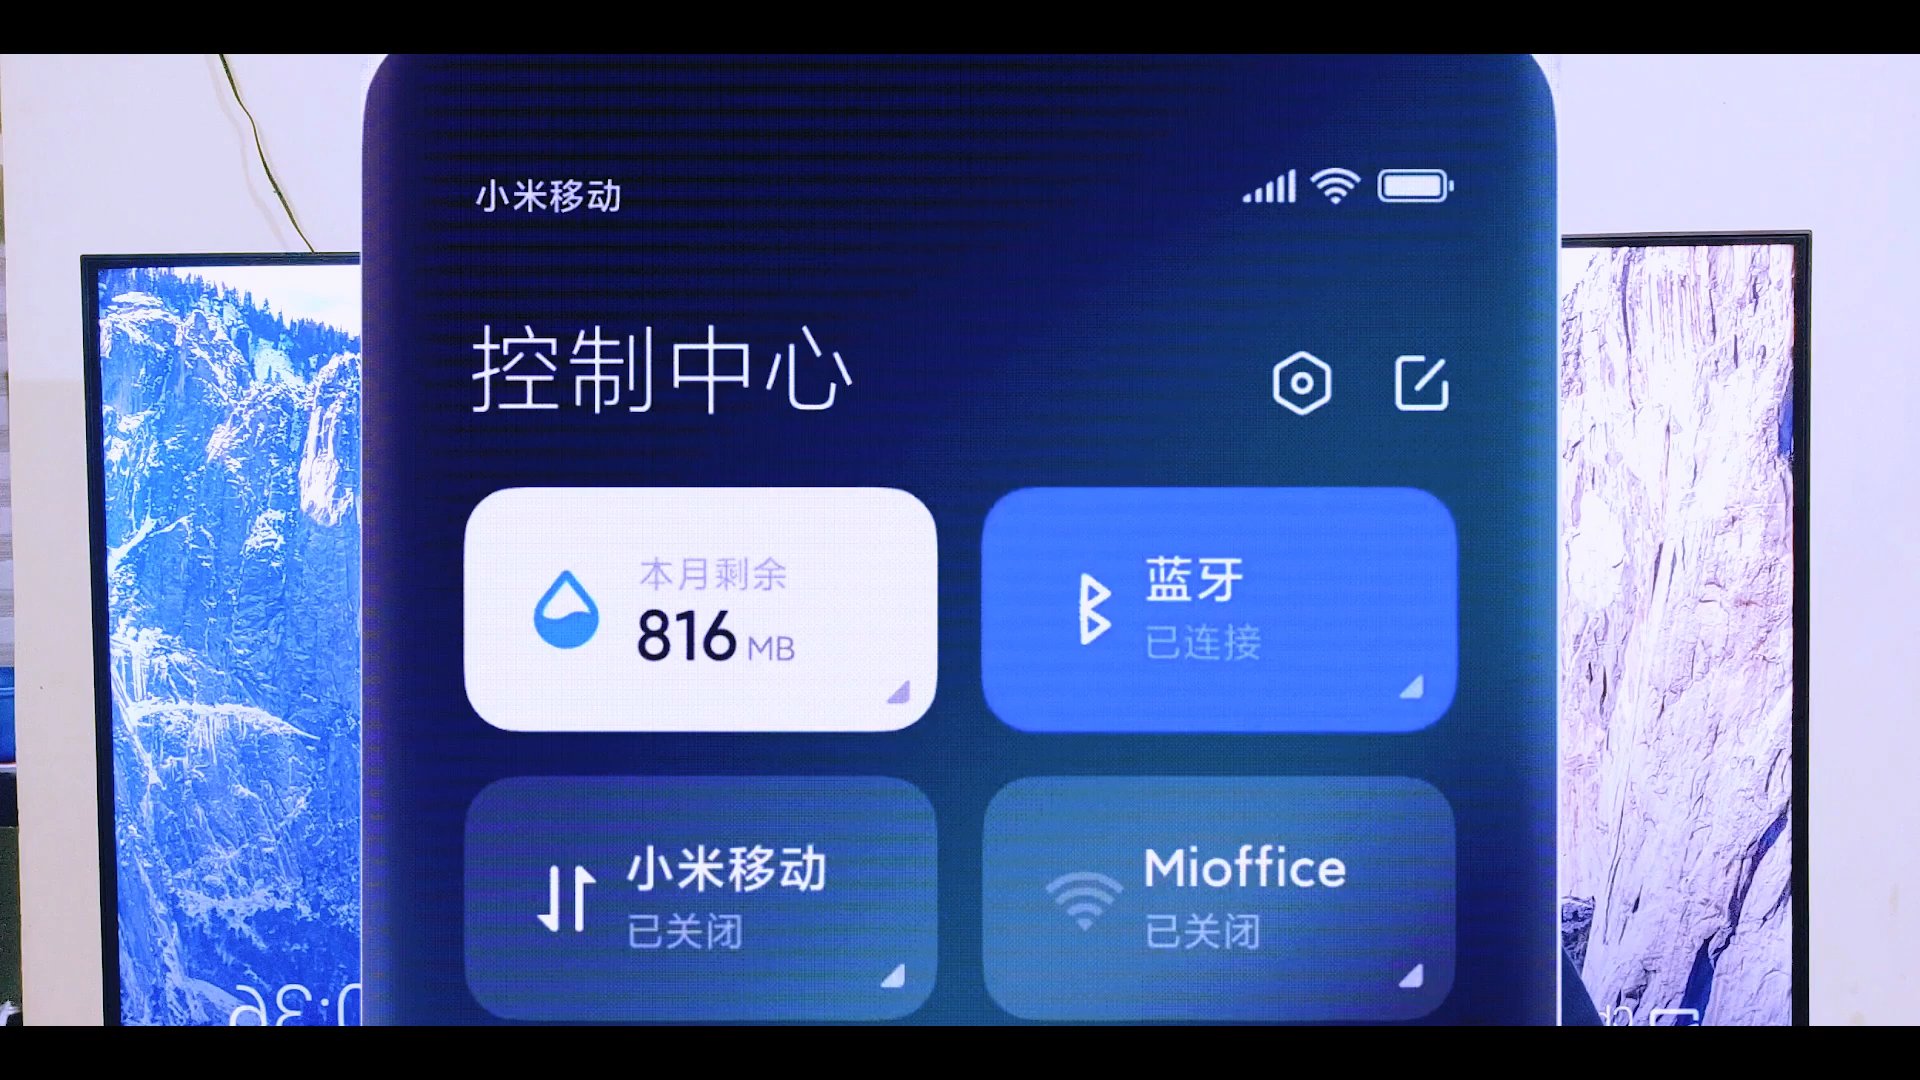 小米移动
控制中心
本月剩余
816 MB
蓝牙
已连接
小米移动
已关闭
Mioffice
已关闭